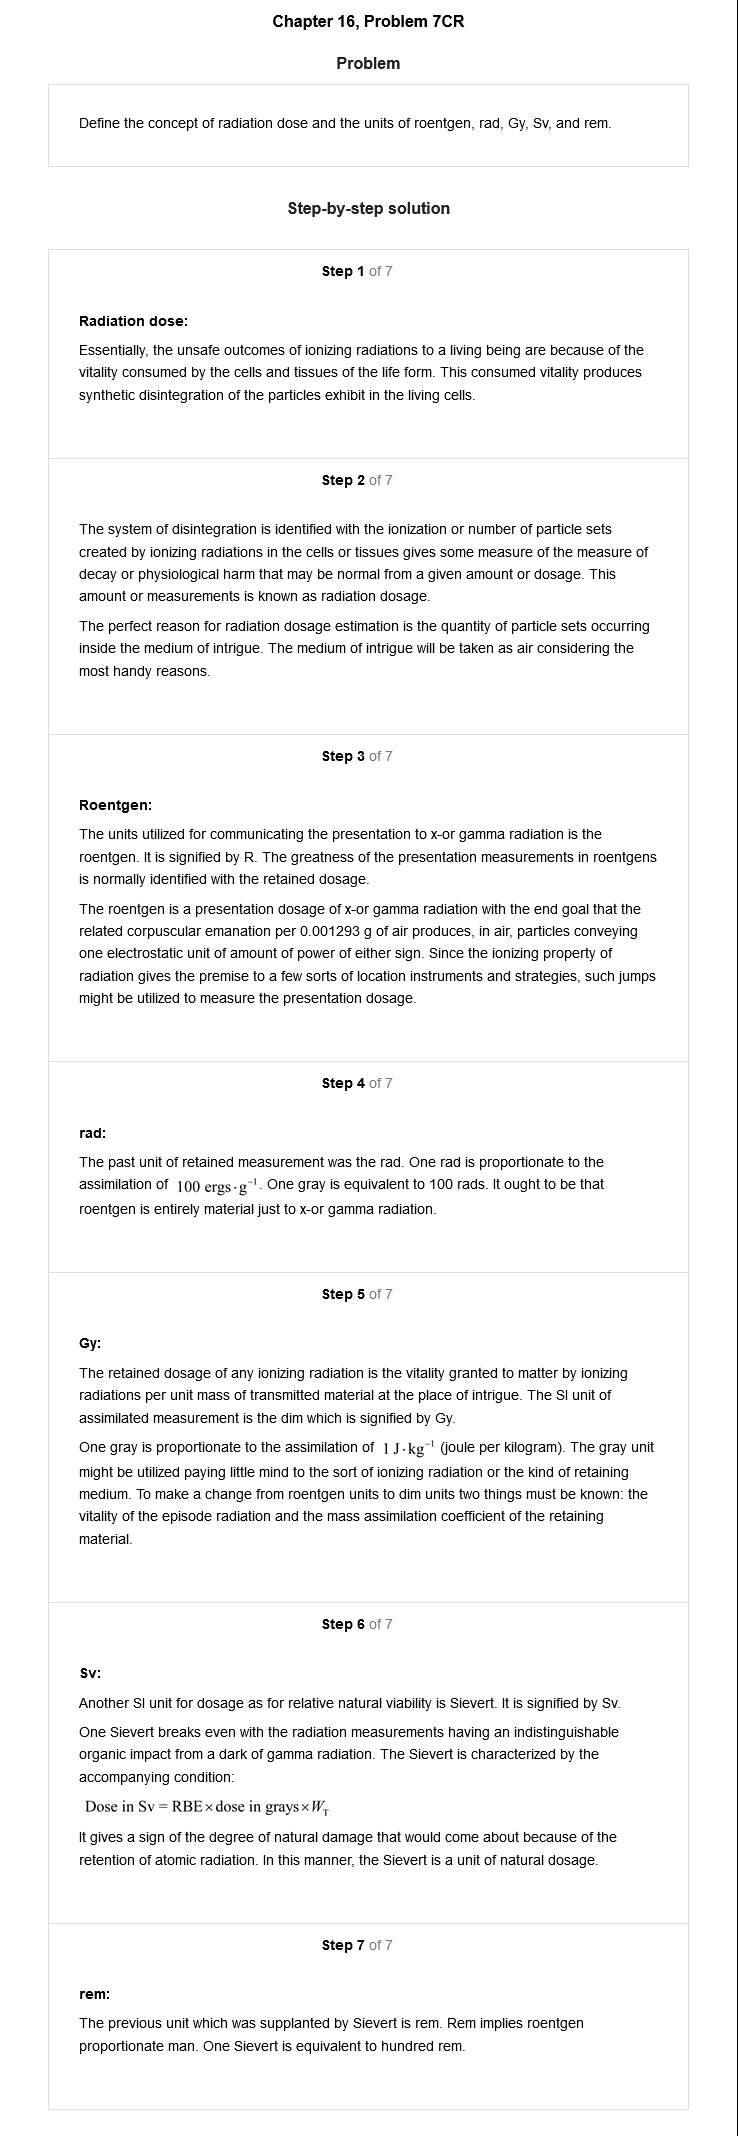 Chapter 16, Problem 7CR
Problem
Define the concept of radiation dose and the units of roentgen, rad, Gy, Sv, and rem.
Step-by-step solution
Step 1 of 7
Radiation dose:
Essentially, the unsafe outcomes of ionizing radiations to a living being are because of the
vitality consumed by the cells and tissues of the life form. This consumed vitality produces
synthetic disintegration of the particles exhibit in the living cells.
Step 2 of 7
The system of disintegration is identified with the ionization or number of particle sets
created by ionizing radiations in the cells or tissues gives some measure of the measure of
decay or physiological harm that may be normal from a given amount or dosage. This
amount or measurements is known as radiation dosage.
The perfect reason for radiation dosage estimation is the quantity of particle sets occurring
inside the medium of intrigue. The medium of intrigue will be taken as air considering the
most handy reasons.
Step 3 of 7
Roentgen:
The units utilized for communicating the presentation to x-or gamma radiation is the
roentgen. It is signified by R. The greatness of the presentation measurements in roentgens
is normally identified with the retained dosage.
The roentgen is a presentation dosage of x-or gamma radiation with the end goal that the
related corpuscular emanation per 0.001293 g of air produces, in air, particles conveying
one electrostatic unit of amount of power of either sign. Since the ionizing property of
radiation gives the premise to a few sorts of location instruments and strategies, such jumps
might be utilized to measure the presentation dosage.
Step 4 of 7
rad:
The past unit of retained measurement was the rad. One rad is proportionate to the
assimilation of 100 ergs·g⁻¹. One gray is equivalent to 100 rads. It ought to be that
roentgen is entirely material just to x-or gamma radiation.
Step 5 of 7
Gy:
The retained dosage of any ionizing radiation is the vitality granted to matter by ionizing
radiations per unit mass of transmitted material at the place of intrigue. The SI unit of
assimilated measurement is the dim which is signified by Gy.
One gray is proportionate to the assimilation of 1 J·kg⁻¹ (joule per kilogram). The gray unit
might be utilized paying little mind to the sort of ionizing radiation or the kind of retaining
medium. To make a change from roentgen units to dim units two things must be known: the
vitality of the episode radiation and the mass assimilation coefficient of the retaining
material.
Step 6 of 7
Sv:
Another SI unit for dosage as for relative natural viability is Sievert. It is signified by Sv.
One Sievert breaks even with the radiation measurements having an indistinguishable
organic impact from a dark of gamma radiation. The Sievert is characterized by the
accompanying condition:
Dose in Sv = RBE × dose in grays × W_T
It gives a sign of the degree of natural damage that would come about because of the
retention of atomic radiation. In this manner, the Sievert is a unit of natural dosage.
Step 7 of 7
rem:
The previous unit which was supplanted by Sievert is rem. Rem implies roentgen
proportionate man. One Sievert is equivalent to hundred rem.